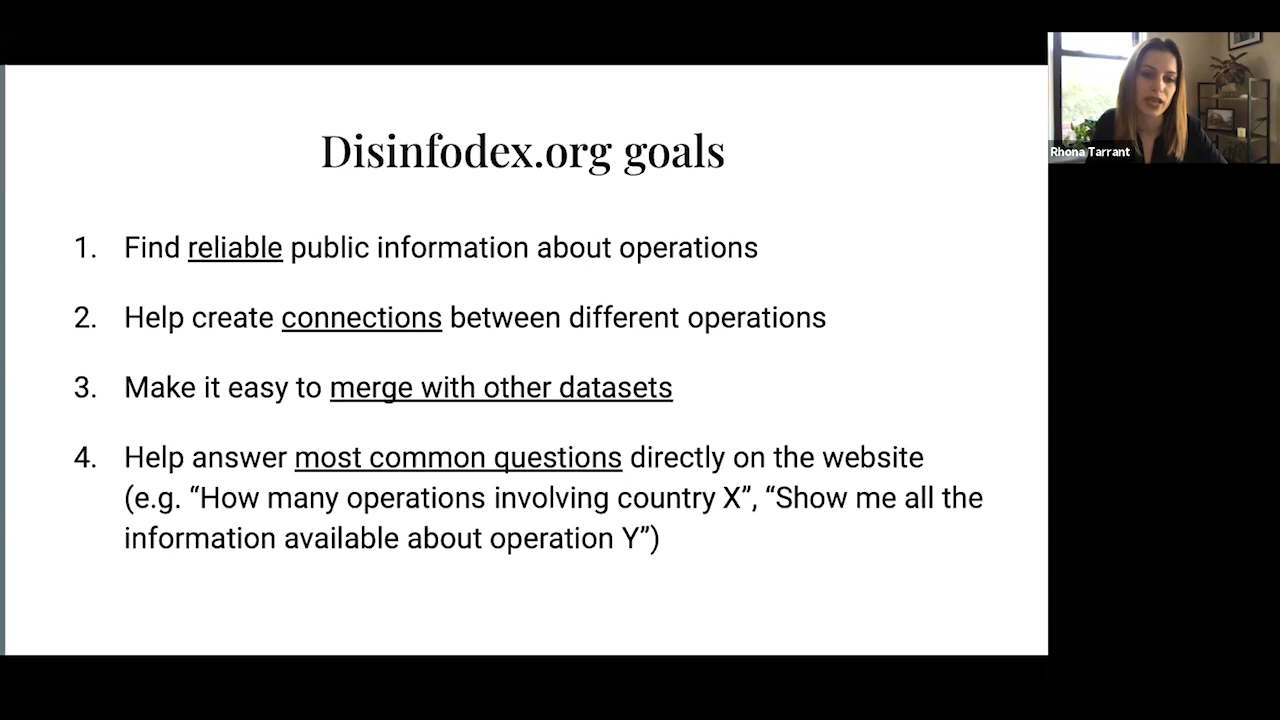 Disinfodex.org goals
1. Find reliable public information about operations
2. Help create connections between different operations
3. Make it easy to merge with other datasets
4. Help answer most common questions directly on the website
(e.g. “How many operations involving country X”, “Show me all the
information available about operation Y”)
Rhona Tarrant